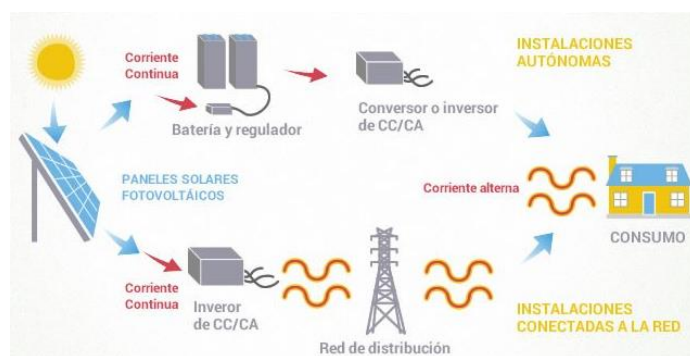 INSTALACIONES
AUTÓNOMAS
Corriente
Continua
Batería y regulador
Conversor o inversor
de CC/CA
PANELES SOLARES
FOTOVOLTÁICOS
Corriente alterna
CONSUMO
Corriente
Continua
Inveror
de CC/CA
Red de distribución
INSTALACIONES
CONECTADAS A LA RED